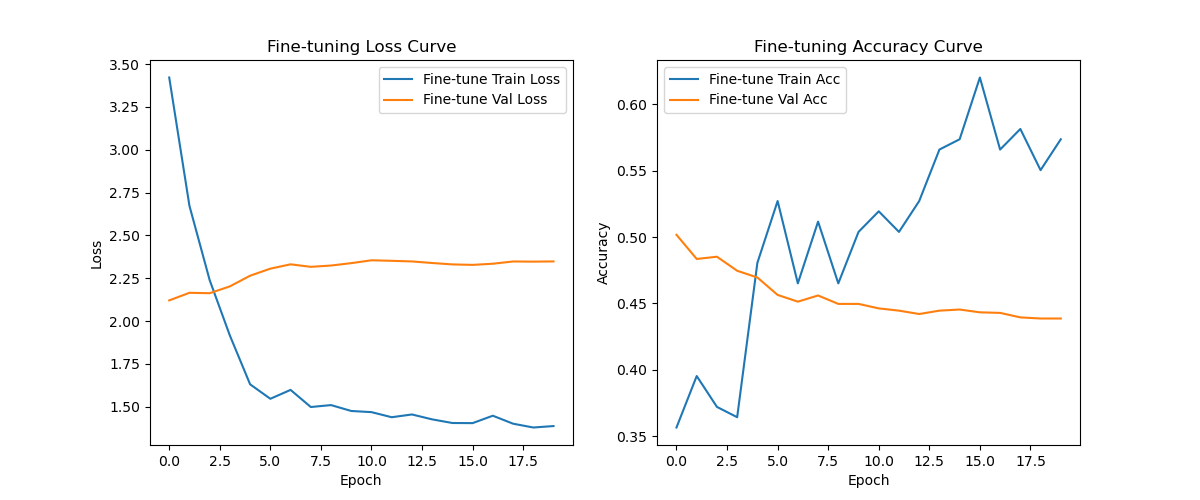 Fine-tuning Loss Curve
3.50
3.25
3.00
2.75
2.50
2.25
2.00
1.75
1.50
Loss
Fine-tune Train Loss
Fine-tune Val Loss
0.0 2.5 5.0 7.5 10.0 12.5 15.0 17.5
Epoch
Fine-tuning Accuracy Curve
0.60
0.55
0.50
0.45
0.40
0.35
Accuracy
Fine-tune Train Acc
Fine-tune Val Acc
0.0 2.5 5.0 7.5 10.0 12.5 15.0 17.5
Epoch